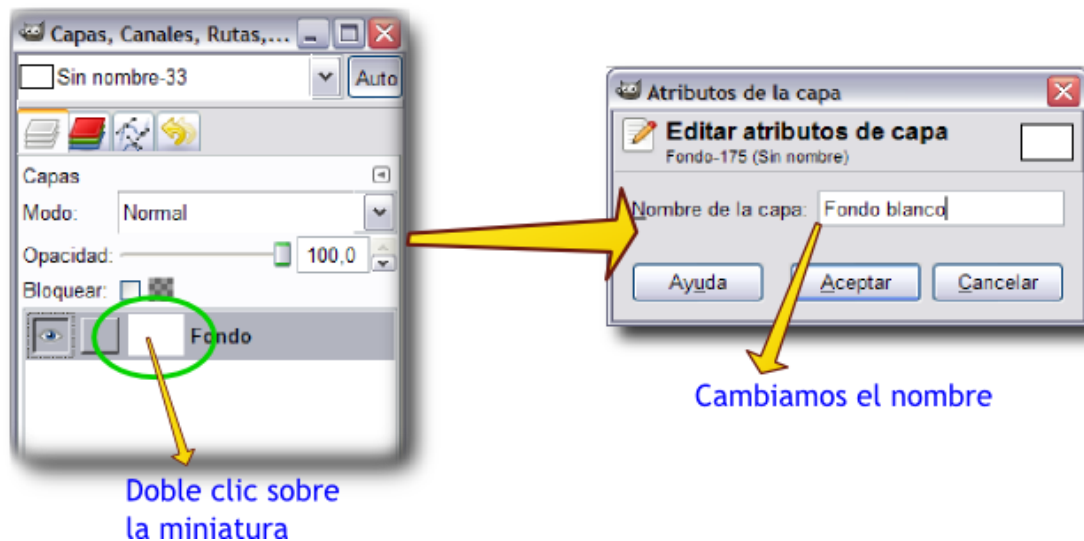 Capas, Canales, Rutas,...
Sin nombre-33
Auto
Capas
Modo: Normal
Opacidad: 100,0
Bloquear:
Fondo
Doble clic sobre
la miniatura
Atributos de la capa
Editar atributos de capa
Fondo-175 (Sin nombre)
Nombre de la capa: Fondo blanco
Ayuda Aceptar Cancelar
Cambiamos el nombre